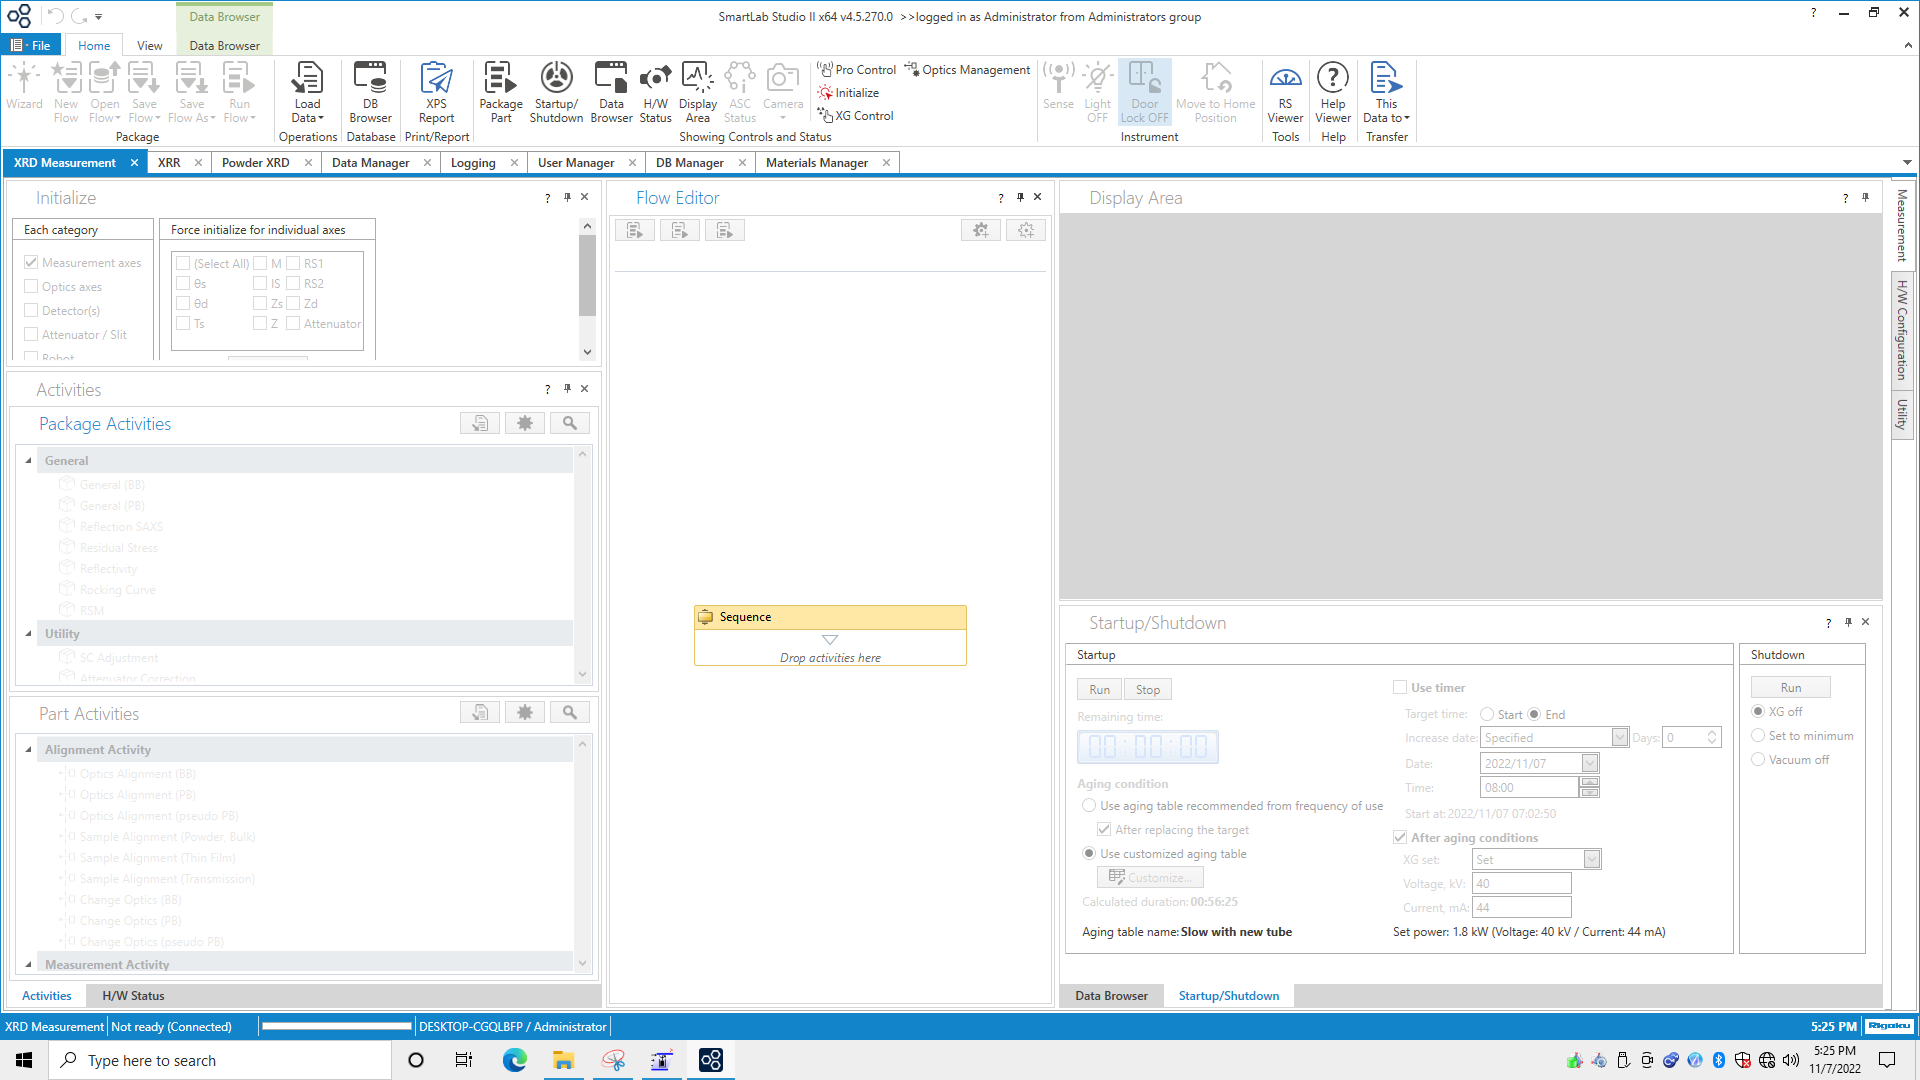 Data Browser
SmartLab Studio II x64 v4.5.270.0 >>logged in as Administrator from Administrators group
?
File
Home
View
Data Browser
Wizard
New Flow
Open Flow
Save Flow
Save Flow As
Run Flow
Package
Load Data
Operations
DB Browser
Database
XPS Report
Print/Report
Package Part
Startup/ Shutdown
Data Browser
H/W Status
Display Area
ASC Status
Camera
Pro Control
Optics Management
Initialize
XG Control
Showing Controls and Status
Sense
Light OFF
Door Lock OFF
Move to Home Position
Instrument
RS Viewer
Tools
Help Viewer
Help
This Data to
Transfer
XRD Measurement
XRR
Powder XRD
Data Manager
Logging
User Manager
DB Manager
Materials Manager
Initialize
?
Each category
Measurement axes
Optics axes
Detector(s)
Attenuator / Slit
Robot
Force initialize for individual axes
(Select All) M RS1
θs IS RS2
θd Zs Zd
Ts Z Attenuator
Activities
?
Package Activities
General
General (BB)
General (PB)
Reflection SAXS
Residual Stress
Reflectivity
Rocking Curve
RSM
Utility
SC Adjustment
Attenuator Correction
Part Activities
Alignment Activity
Optics Alignment (BB)
Optics Alignment (PB)
Optics Alignment (pseudo PB)
Sample Alignment (Powder, Bulk)
Sample Alignment (Thin Film)
Sample Alignment (Transmission)
Change Optics (BB)
Change Optics (PB)
Change Optics (pseudo PB)
Measurement Activity
Activities
H/W Status
Flow Editor
?
Sequence
Drop activities here
Display Area
?
Measurement
H/W Configuration
Utility
Startup/Shutdown
?
Startup
Run
Stop
Remaining time:
00:00:00
Aging condition
Use aging table recommended from frequency of use
After replacing the target
Use customized aging table
Customize...
Calculated duration: 00:56:25
Aging table name: Slow with new tube
Use timer
Target time: Start End
Increase date: Specified Days: 0
Date: 2022/11/07
Time: 08:00
Start at: 2022/11/07 07:02:50
After aging conditions
XG set: Set
Voltage, kV: 40
Current, mA: 44
Set power: 1.8 kW (Voltage: 40 kV / Current: 44 mA)
Shutdown
Run
XG off
Set to minimum
Vacuum off
Data Browser
Startup/Shutdown
XRD Measurement
Not ready (Connected)
DESKTOP-CGQLBFP / Administrator
5:25 PM
Rigaku
Type here to search
5:25 PM
11/7/2022